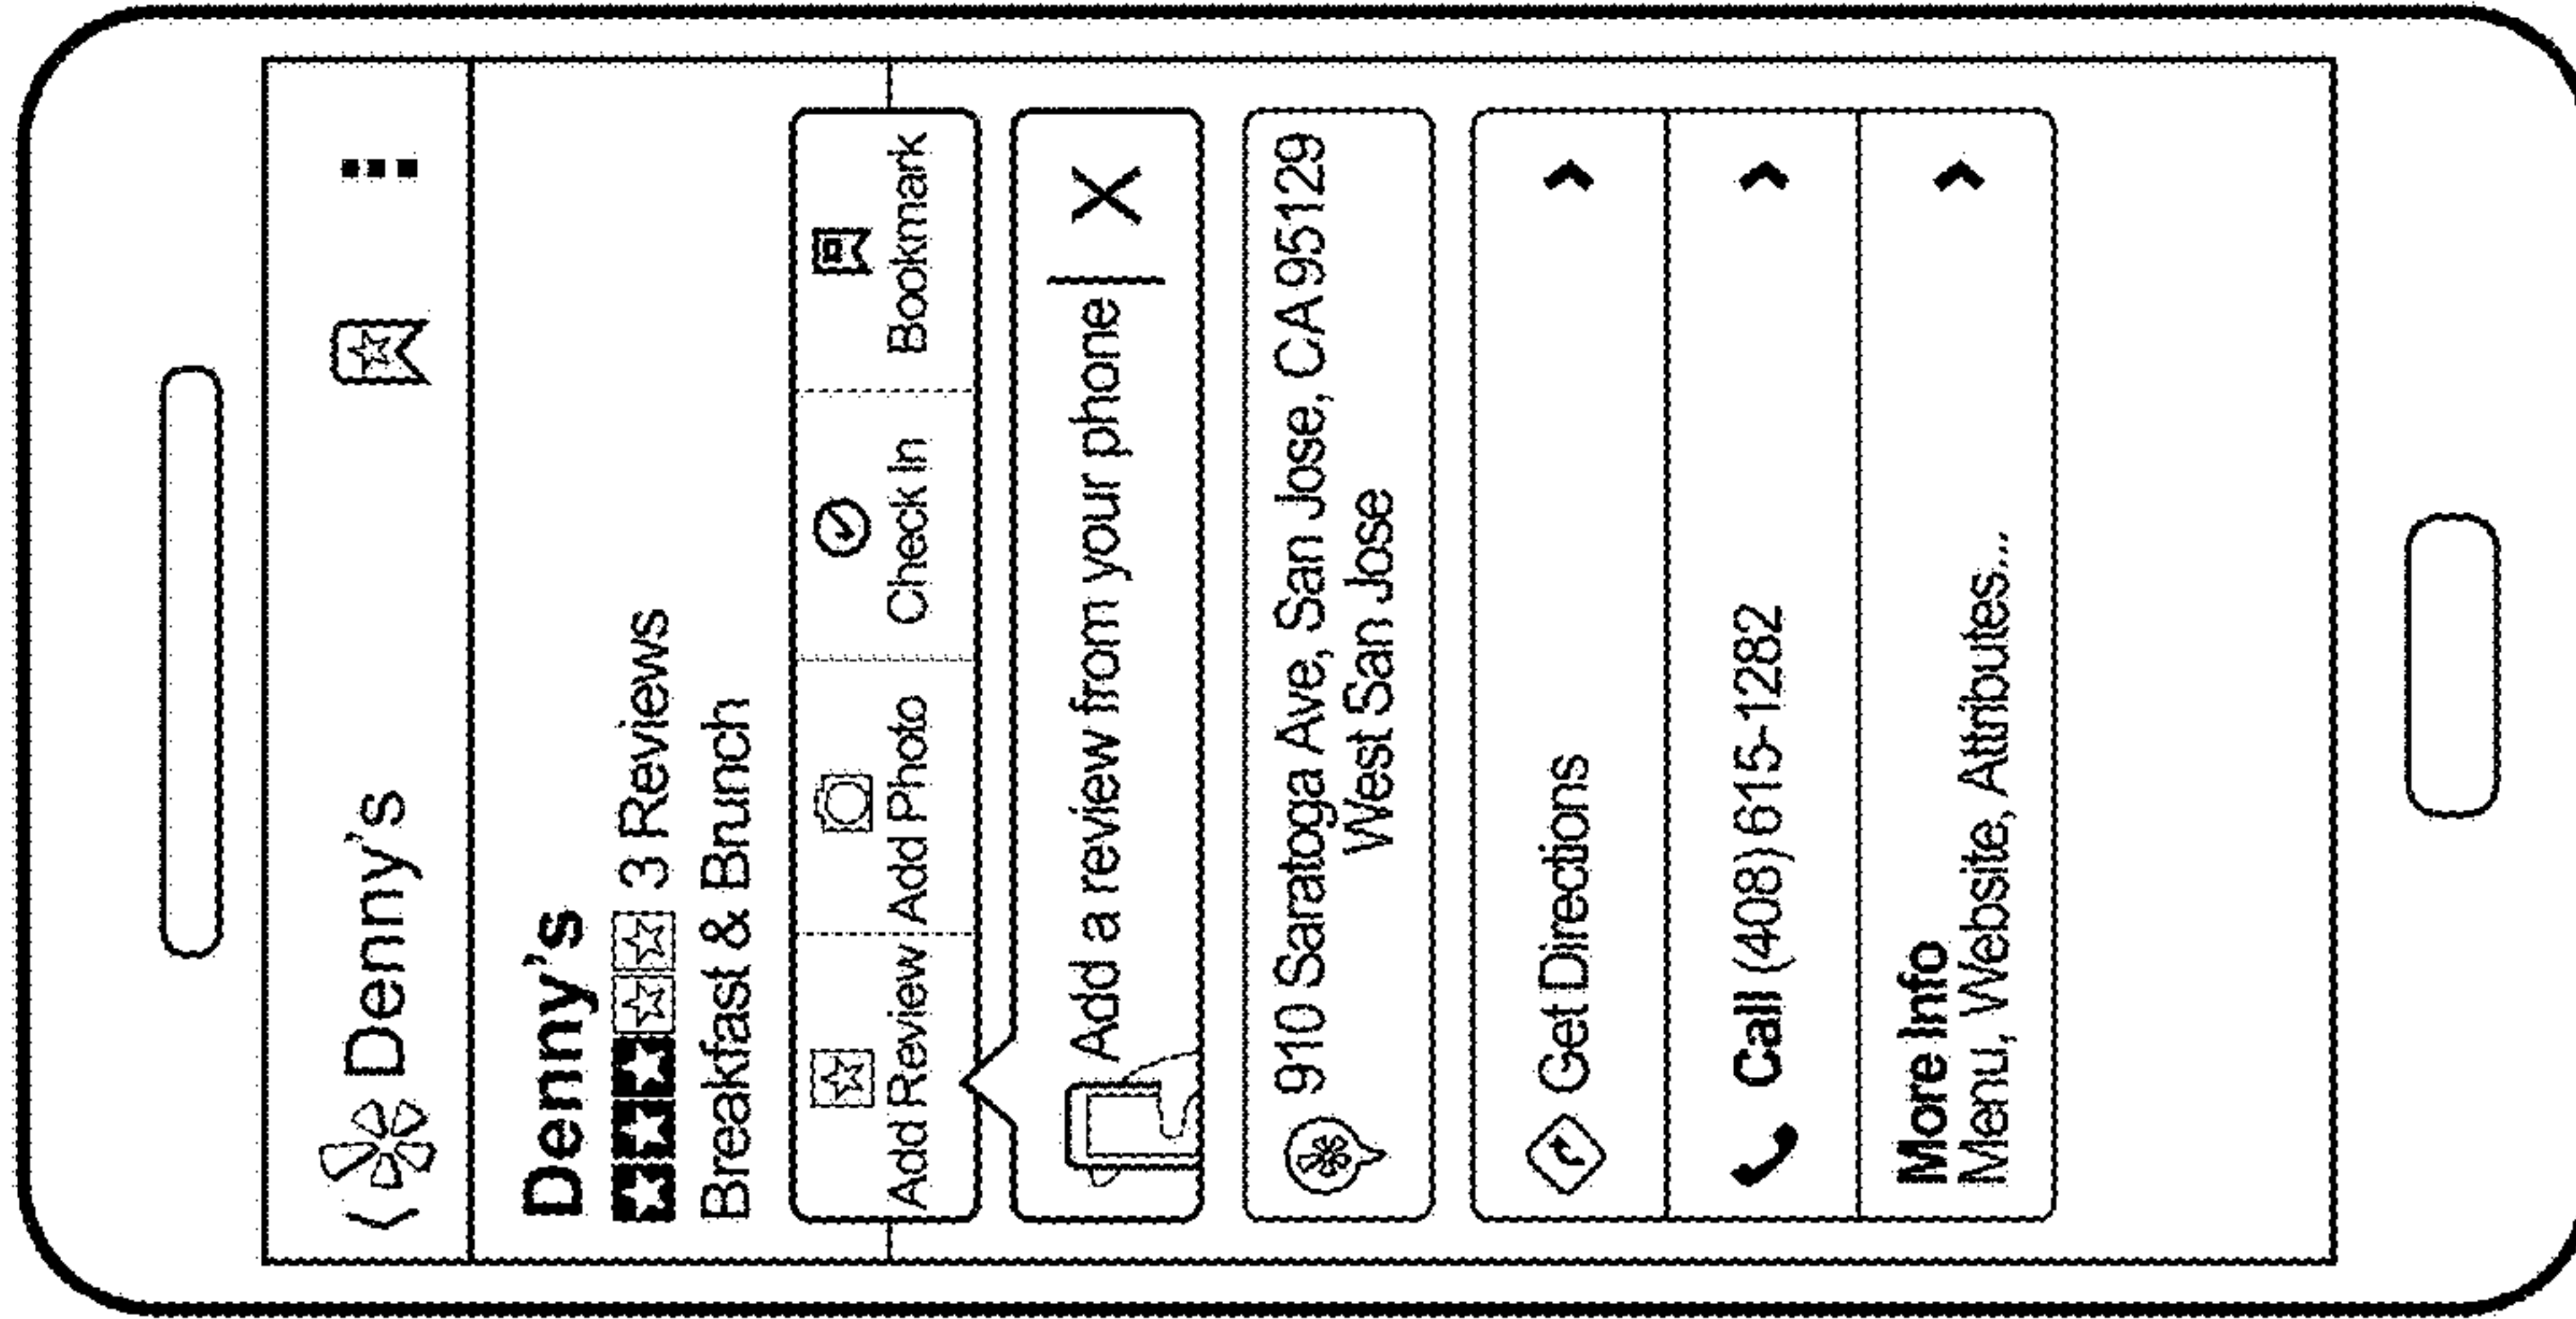 Denny's
Denny's
3 Reviews
Breakfast & Brunch
Add Review Add Photo Check In Bookmark
Add a review from your phone X
910 Saratoga Ave, San Jose, CA 95129
West San Jose
Get Directions
Call (408) 615-1282
More Info
Menu, Website, Attributes...